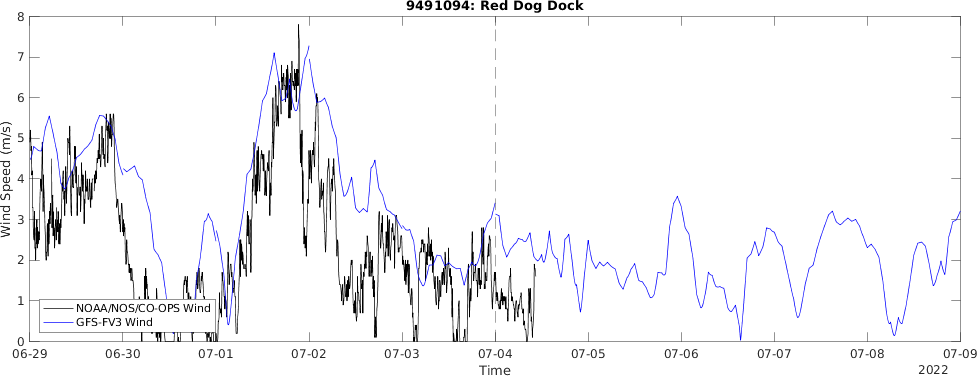 9491094: Red Dog Dock
Wind Speed (m/s)
8
7
6
5
4
3
2
1
0
NOAA/NOS/CO-OPS Wind
GFS-FV3 Wind
06-29 06-30 07-01 07-02 07-03 07-04 07-05 07-06 07-07 07-08 07-09
Time
2022